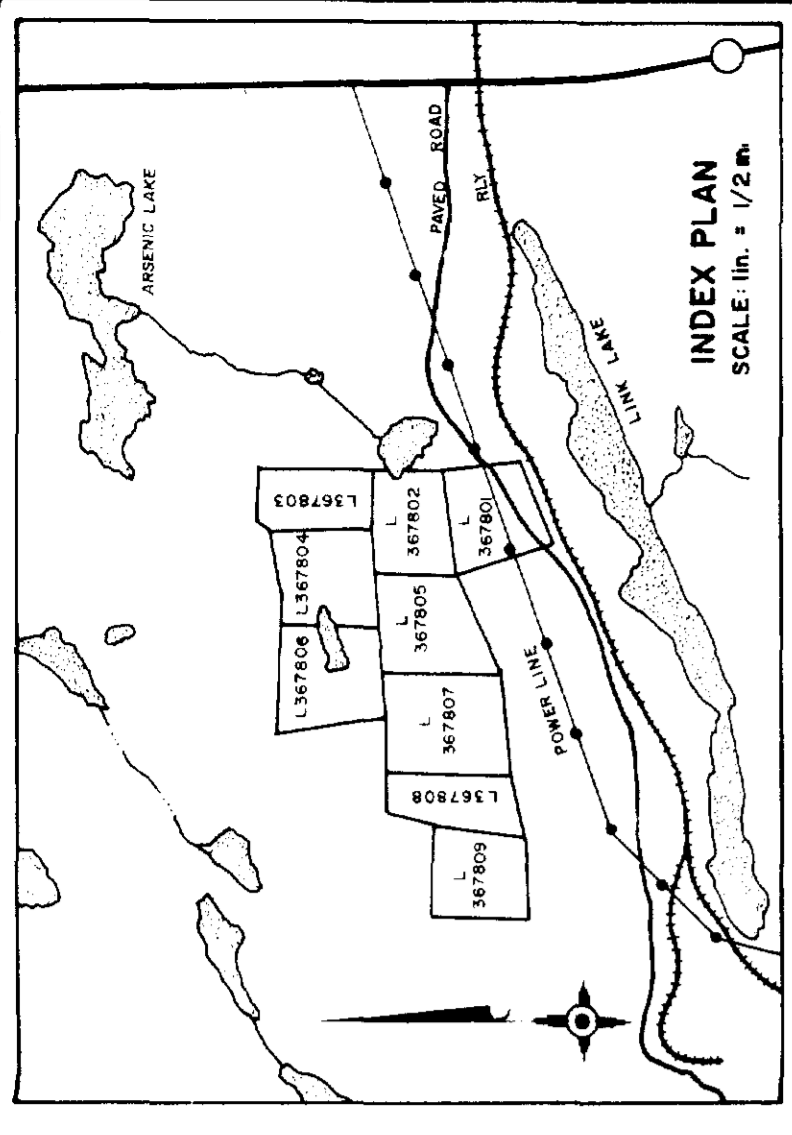 ARSENIC LAKE
PAVED ROAD
RLY
LINK LAKE
INDEX PLAN
SCALE: 1in. = 1/2 m.
L367803
L
367802
L
367801
L367804
L
367805
L367806
L
367807
POWER LINE
L367808
L
367809